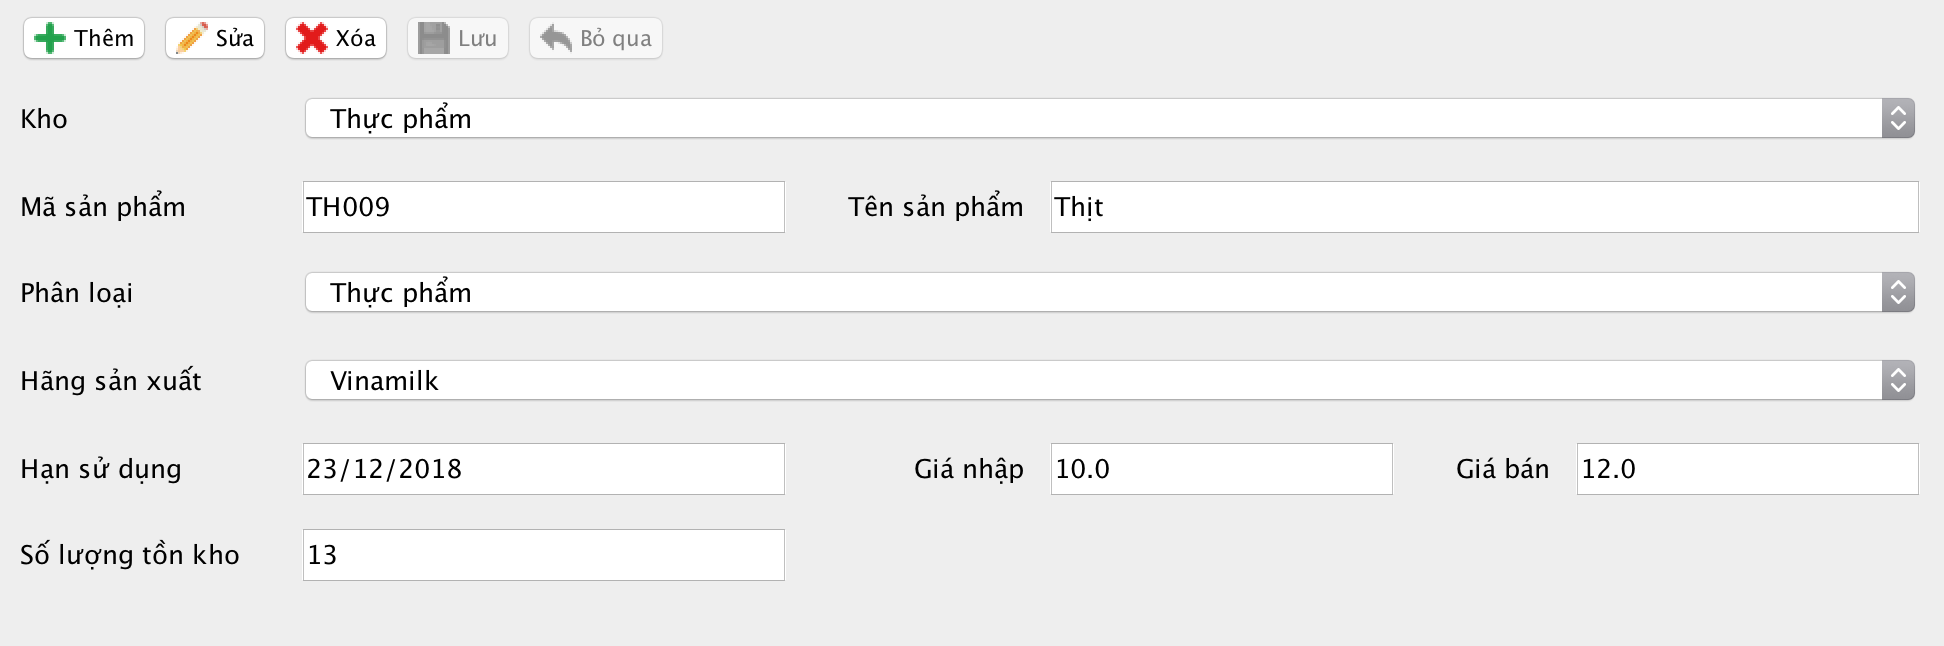 Thêm Sửa Xóa Lưu Bỏ qua
Kho Thực phẩm
Mã sản phẩm TH009 Tên sản phẩm Thịt
Phân loại Thực phẩm
Hãng sản xuất Vinamilk
Hạn sử dụng 23/12/2018 Giá nhập 10.0 Giá bán 12.0
Số lượng tồn kho 13